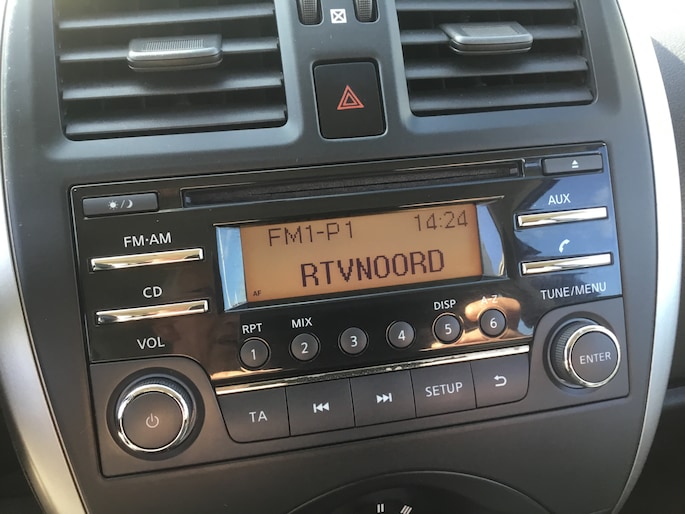 FM·AM
CD
VOL
FM1-P1 14:24
RTVNOORD
AF
AUX
TUNE/MENU
RPT MIX DISP A-Z
1 2 3 4 5 6
ENTER
TA SETUP